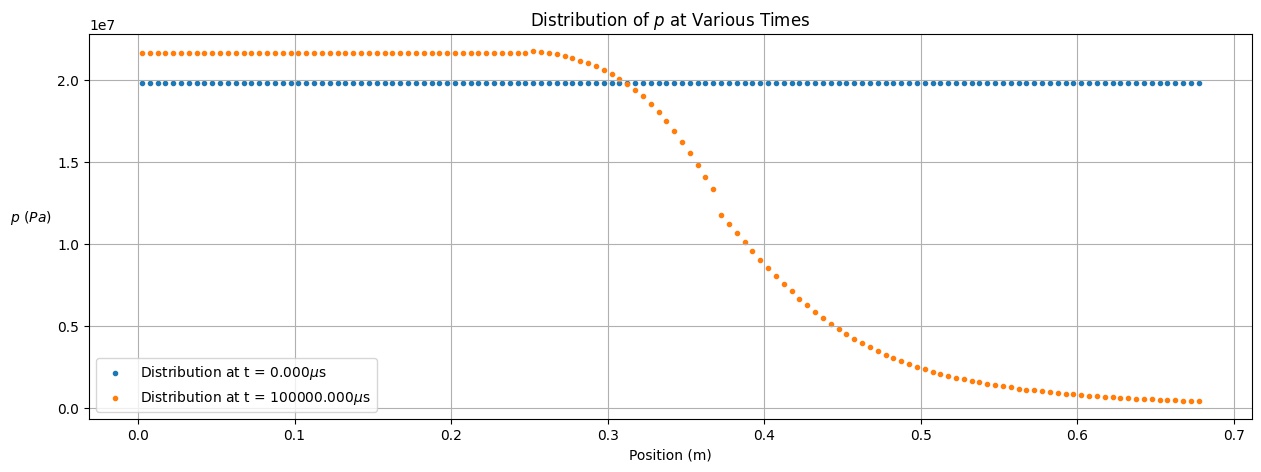 Distribution of p at Various Times
1e7
2.0
1.5
1.0
0.5
0.0
p (Pa)
Distribution at t = 0.000μs
Distribution at t = 100000.000μs
0.0 0.1 0.2 0.3 0.4 0.5 0.6 0.7
Position (m)